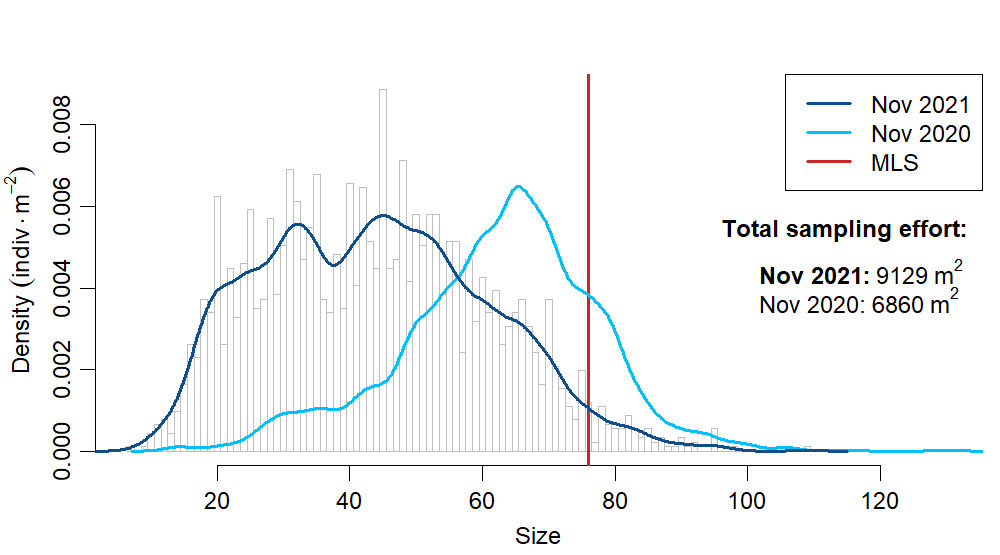 Nov 2021
Nov 2020
MLS
Total sampling effort:
Nov 2021: 9129 m²
Nov 2020: 6860 m²
Density (indiv · m⁻²)
0.008
0.006
0.004
0.002
0.000
20 40 60 80 100 120
Size